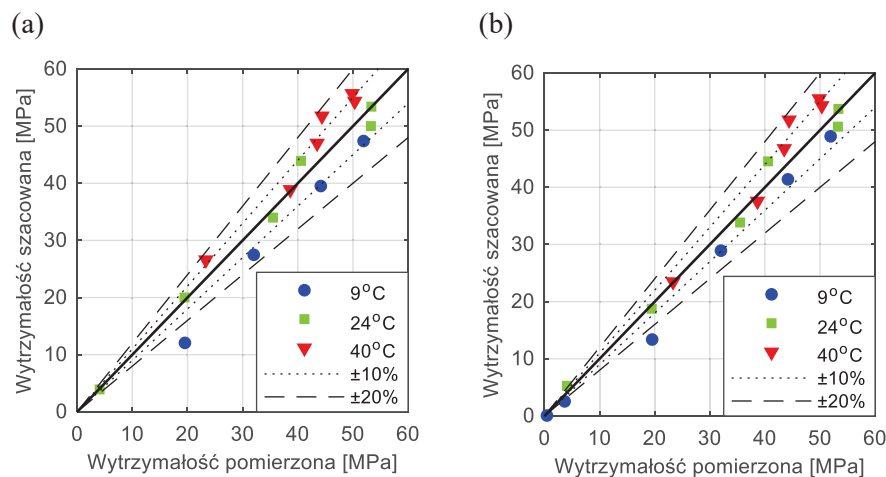 (a)
60
50
40
30
20
10
0
0 10 20 30 40 50 60
Wytrzymałość szacowana [MPa]
Wytrzymałość pomierzona [MPa]
9°C
24°C
40°C
±10%
±20%
(b)
60
50
40
30
20
10
0
0 10 20 30 40 50 60
Wytrzymałość szacowana [MPa]
Wytrzymałość pomierzona [MPa]
9°C
24°C
40°C
±10%
±20%